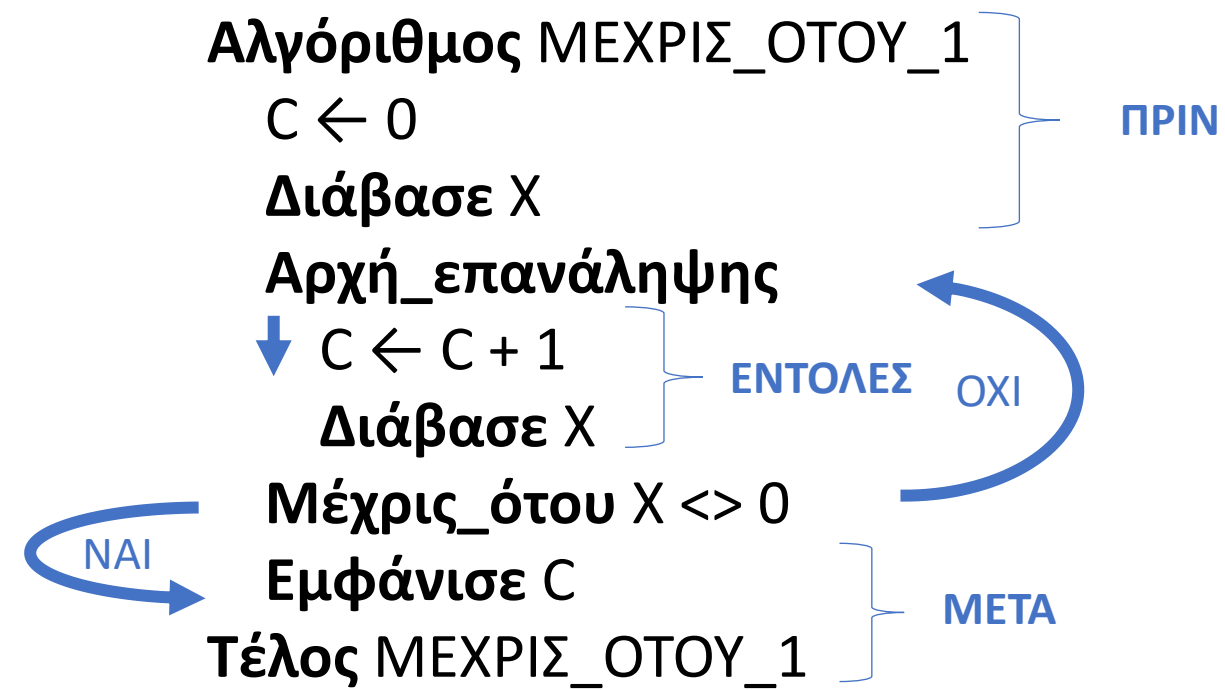 Αλγόριθμος ΜΕΧΡΙΣ_ΟΤΟΥ_1
C ← 0
ΠΡΙΝ
Διάβασε X
Αρχή_επανάληψης
C ← C + 1
ΕΝΤΟΛΕΣ
ΟΧΙ
Διάβασε X
Μέχρις_ότου X <> 0
ΝΑΙ
Εμφάνισε C
ΜΕΤΑ
Τέλος ΜΕΧΡΙΣ_ΟΤΟΥ_1